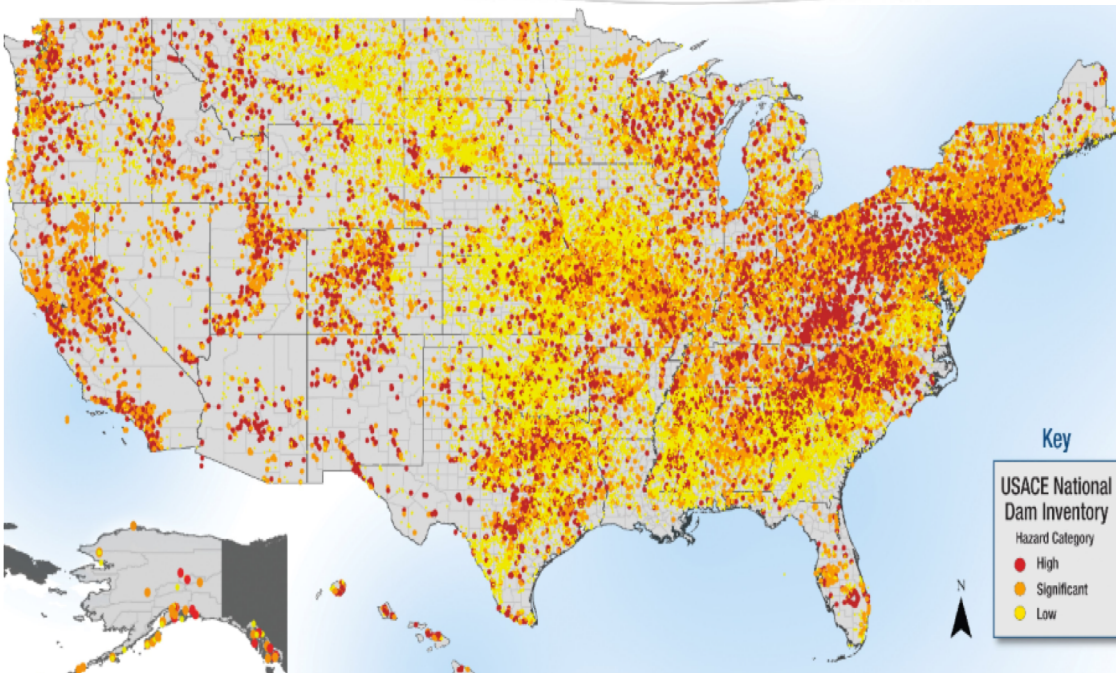 N
Key
USACE National
Dam Inventory
Hazard Category
High
Significant
Low